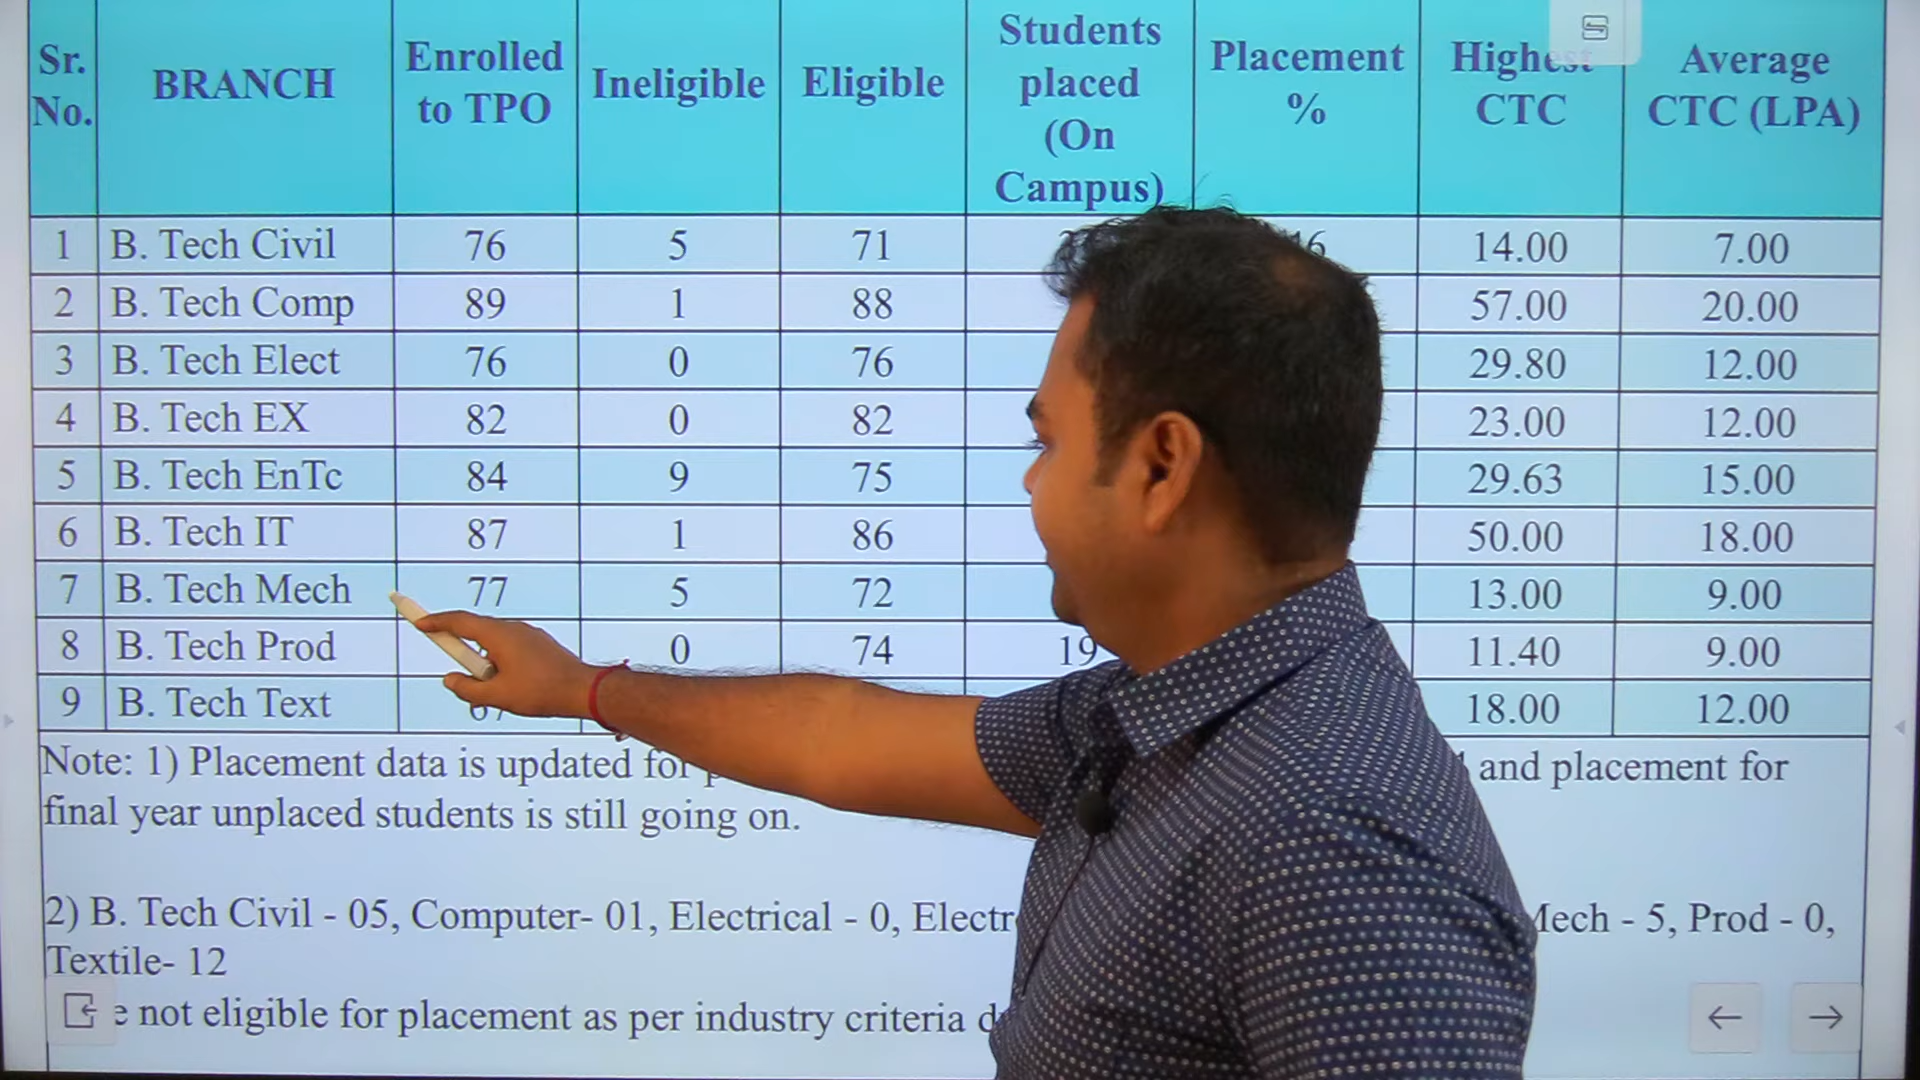 Sr. No. BRANCH Enrolled to TPO Ineligible Eligible Students placed (On Campus) Placement % Highest CTC Average CTC (LPA)
1 B. Tech Civil 76 5 71 14.00 7.00
2 B. Tech Comp 89 1 88 57.00 20.00
3 B. Tech Elect 76 0 76 29.80 12.00
4 B. Tech EX 82 0 82 23.00 12.00
5 B. Tech EnTc 84 9 75 29.63 15.00
6 B. Tech IT 87 1 86 50.00 18.00
7 B. Tech Mech 77 5 72 13.00 9.00
8 B. Tech Prod 0 74 19 11.40 9.00
9 B. Tech Text 18.00 12.00
Note: 1) Placement data is updated for and placement for
final year unplaced students is still going on.
2) B. Tech Civil - 05, Computer- 01, Electrical - 0, Mech - 5, Prod - 0,
Textile- 12
not eligible for placement as per industry criteria